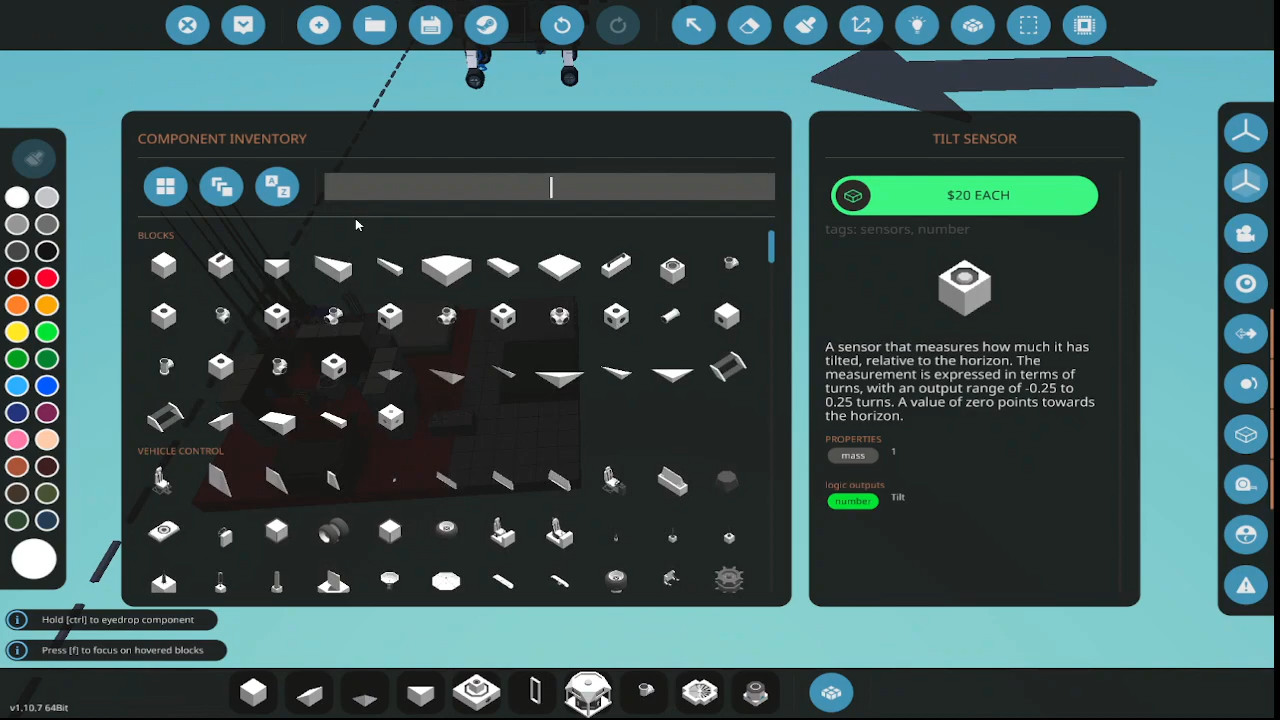 COMPONENT INVENTORY
A
Z
BLOCKS
VEHICLE CONTROL
TILT SENSOR
$20 EACH
tags: sensors, number
A sensor that measures how much it has
tilted, relative to the horizon. The
measurement is expressed in terms of
turns, with an output range of -0.25 to
0.25 turns. A value of zero points towards
the horizon.
PROPERTIES
mass 1
logic outputs
number Tilt
Hold [ctrl] to eyedrop component
Press [f] to focus on hovered blocks
v1.10.7 64Bit